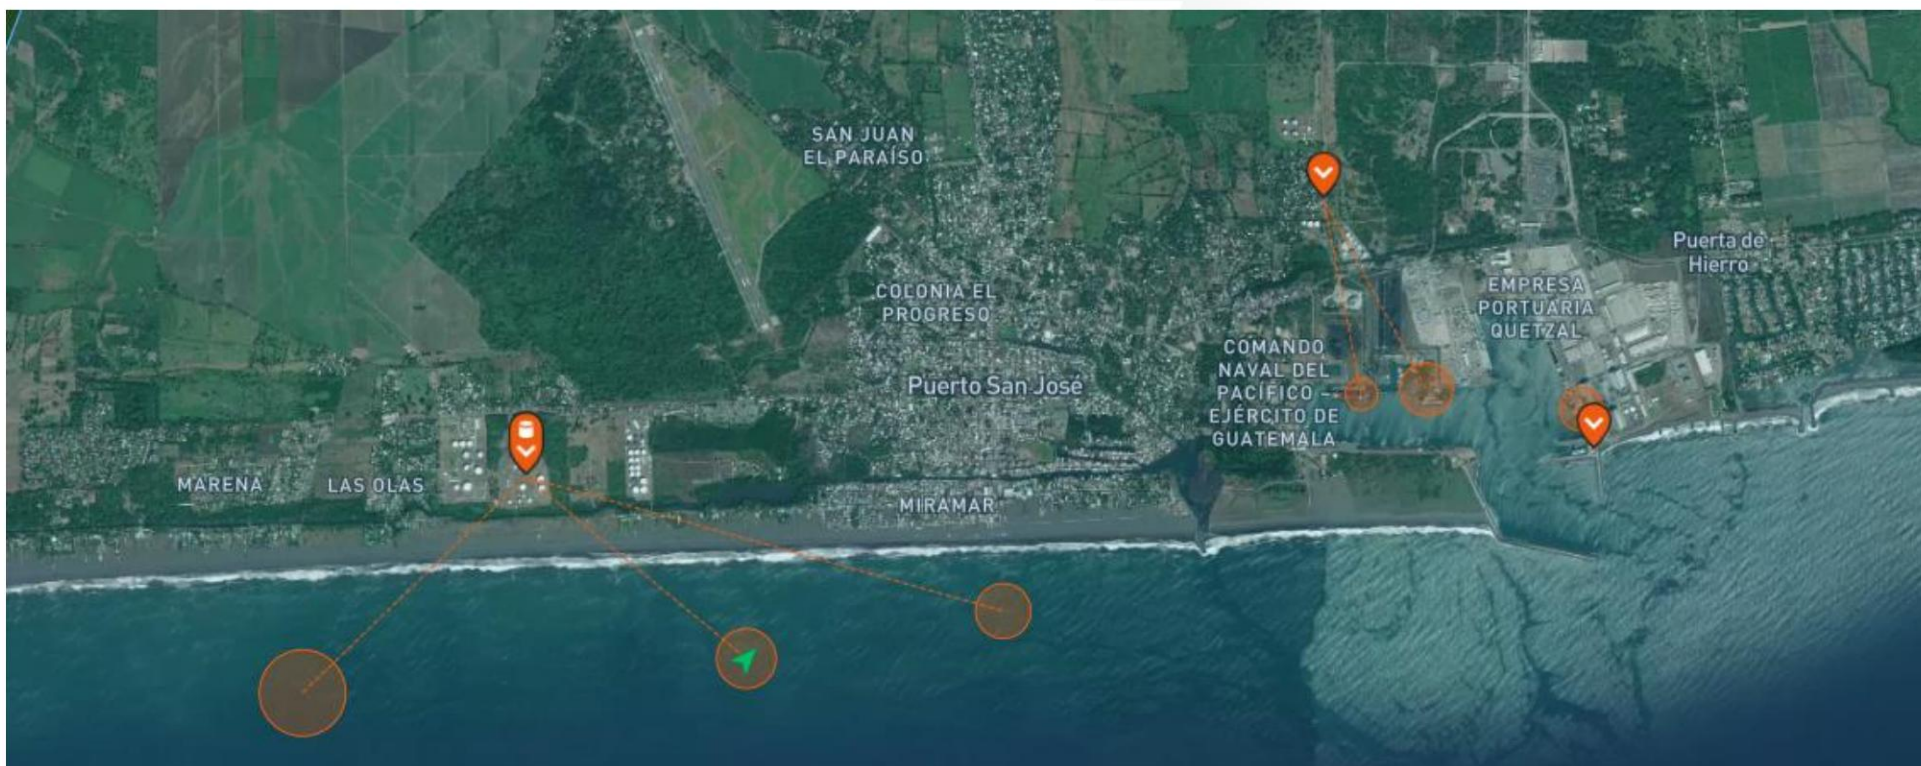 SAN JUAN
EL PARAÍSO
Puerta de
Hierro
EMPRESA
PORTUARIA
QUETZAL
COLONIA EL
PROGRESO
COMANDO
NAVAL DEL
PACÍFICO –
EJÉRCITO DE
GUATEMALA
Puerto San José
MARENA
LAS OLAS
MIRAMAR